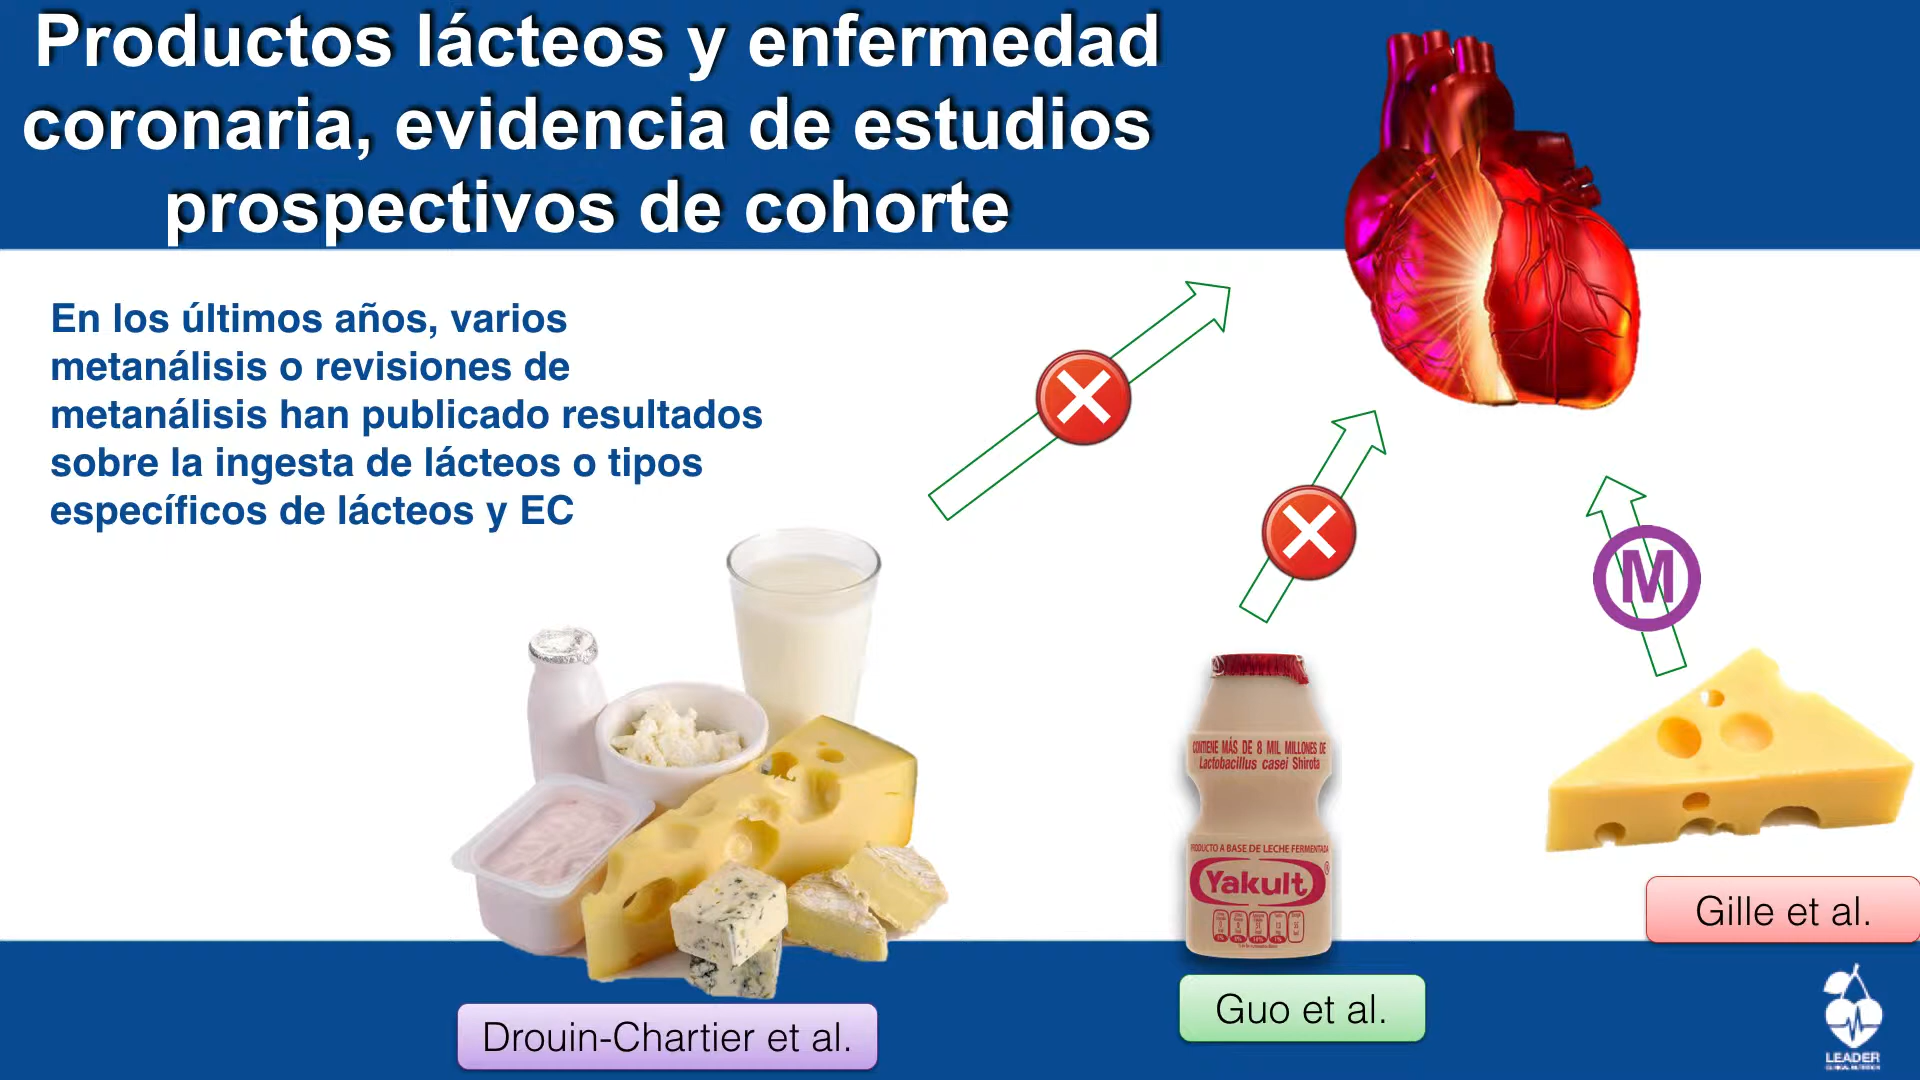 Productos lácteos y enfermedad
coronaria, evidencia de estudios
prospectivos de cohorte
En los últimos años, varios
metanálisis o revisiones de
metanálisis han publicado resultados
sobre la ingesta de lácteos o tipos
específicos de lácteos y EC
M
CONTIENE MÁS DE 8 MIL MILLONES DE
Lactobacillus casei Shirota
PRODUCTO A BASE DE LECHE FERMENTADA
Yakult
Gille et al.
Guo et al.
Drouin-Chartier et al.
LEADER
CLINICAL NUTRITION